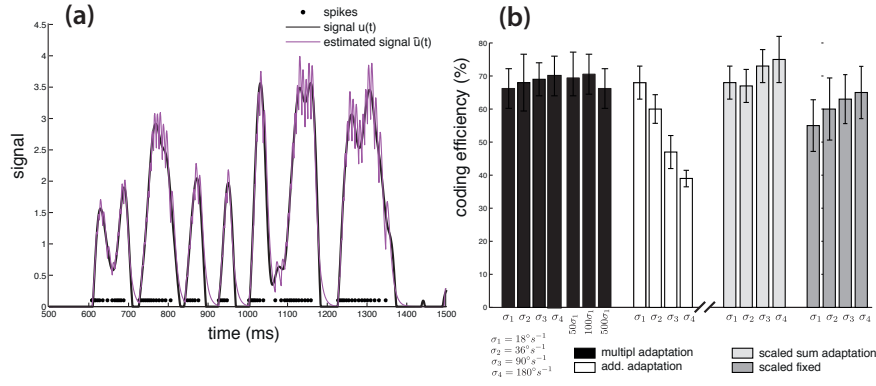 (a)
spikes
signal u(t)
estimated signal ũ(t)
signal
4.5
4
3.5
3
2.5
2
1.5
1
0.5
0
500 600 700 800 900 1000 1100 1200 1300 1400 1500
time (ms)
(b)
coding efficiency (%)
80
70
60
50
40
30
20
10
0
σ₁ σ₂ σ₃ σ₄ 50σ₁ 100σ₁ 500σ₁ σ₁ σ₂ σ₃ σ₄ σ₁ σ₂ σ₃ σ₄ σ₁ σ₂ σ₃ σ₄
σ₁ = 18°s⁻¹
σ₂ = 36°s⁻¹
σ₃ = 90°s⁻¹
σ₄ = 180°s⁻¹
multipl adaptation
add. adaptation
scaled sum adaptation
scaled fixed